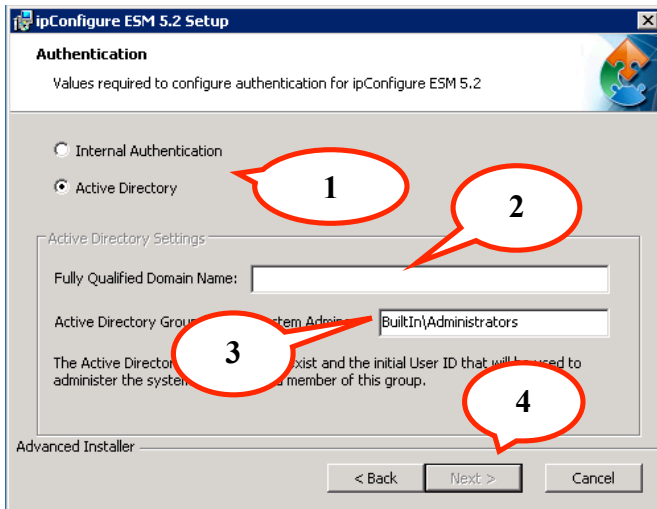 ipConfigure ESM 5.2 Setup
Authentication
Values required to configure authentication for ipConfigure ESM 5.2
Internal Authentication
Active Directory
1
2
Active Directory Settings
Fully Qualified Domain Name:
Active Directory Grou stem Admin BuiltIn\Administrators
3
The Active Director xist and the initial User ID that will be used to
administer the system a member of this group.
4
Advanced Installer
< Back Next > Cancel